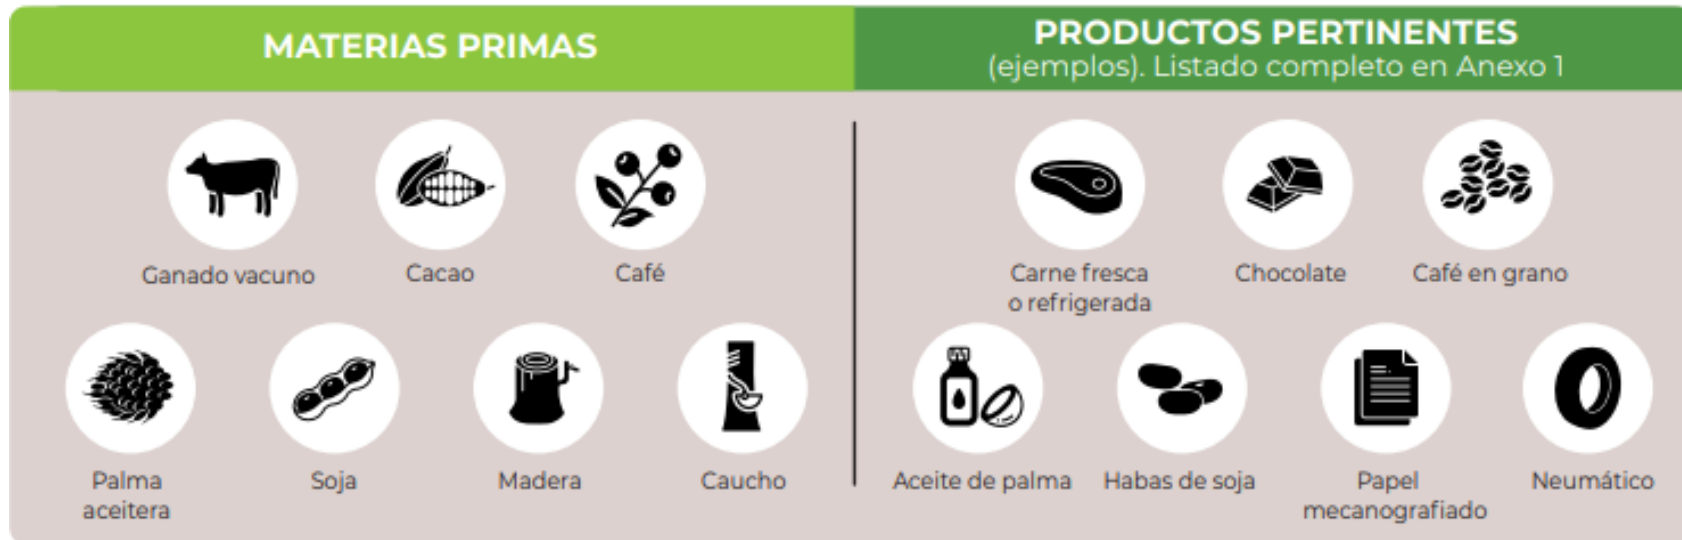 MATERIAS PRIMAS
PRODUCTOS PERTINENTES
(ejemplos). Listado completo en Anexo 1
Ganado vacuno
Cacao
Café
Carne fresca
o refrigerada
Chocolate
Café en grano
Palma
aceitera
Soja
Madera
Caucho
Aceite de palma
Habas de soja
Papel
mecanografiado
Neumático